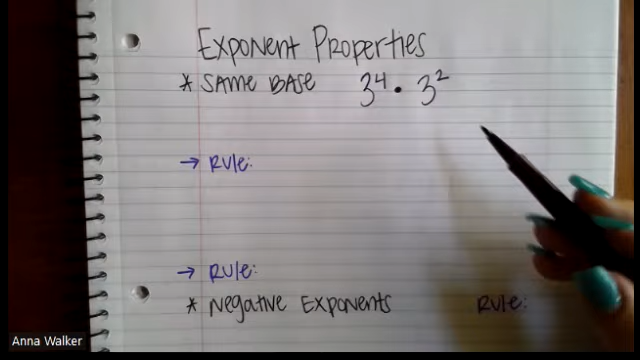 Exponent Properties
* SAME BASE 3⁴ • 3²
→ RULE:
→ RULE:
* Negative Exponents RULE:
Anna Walker